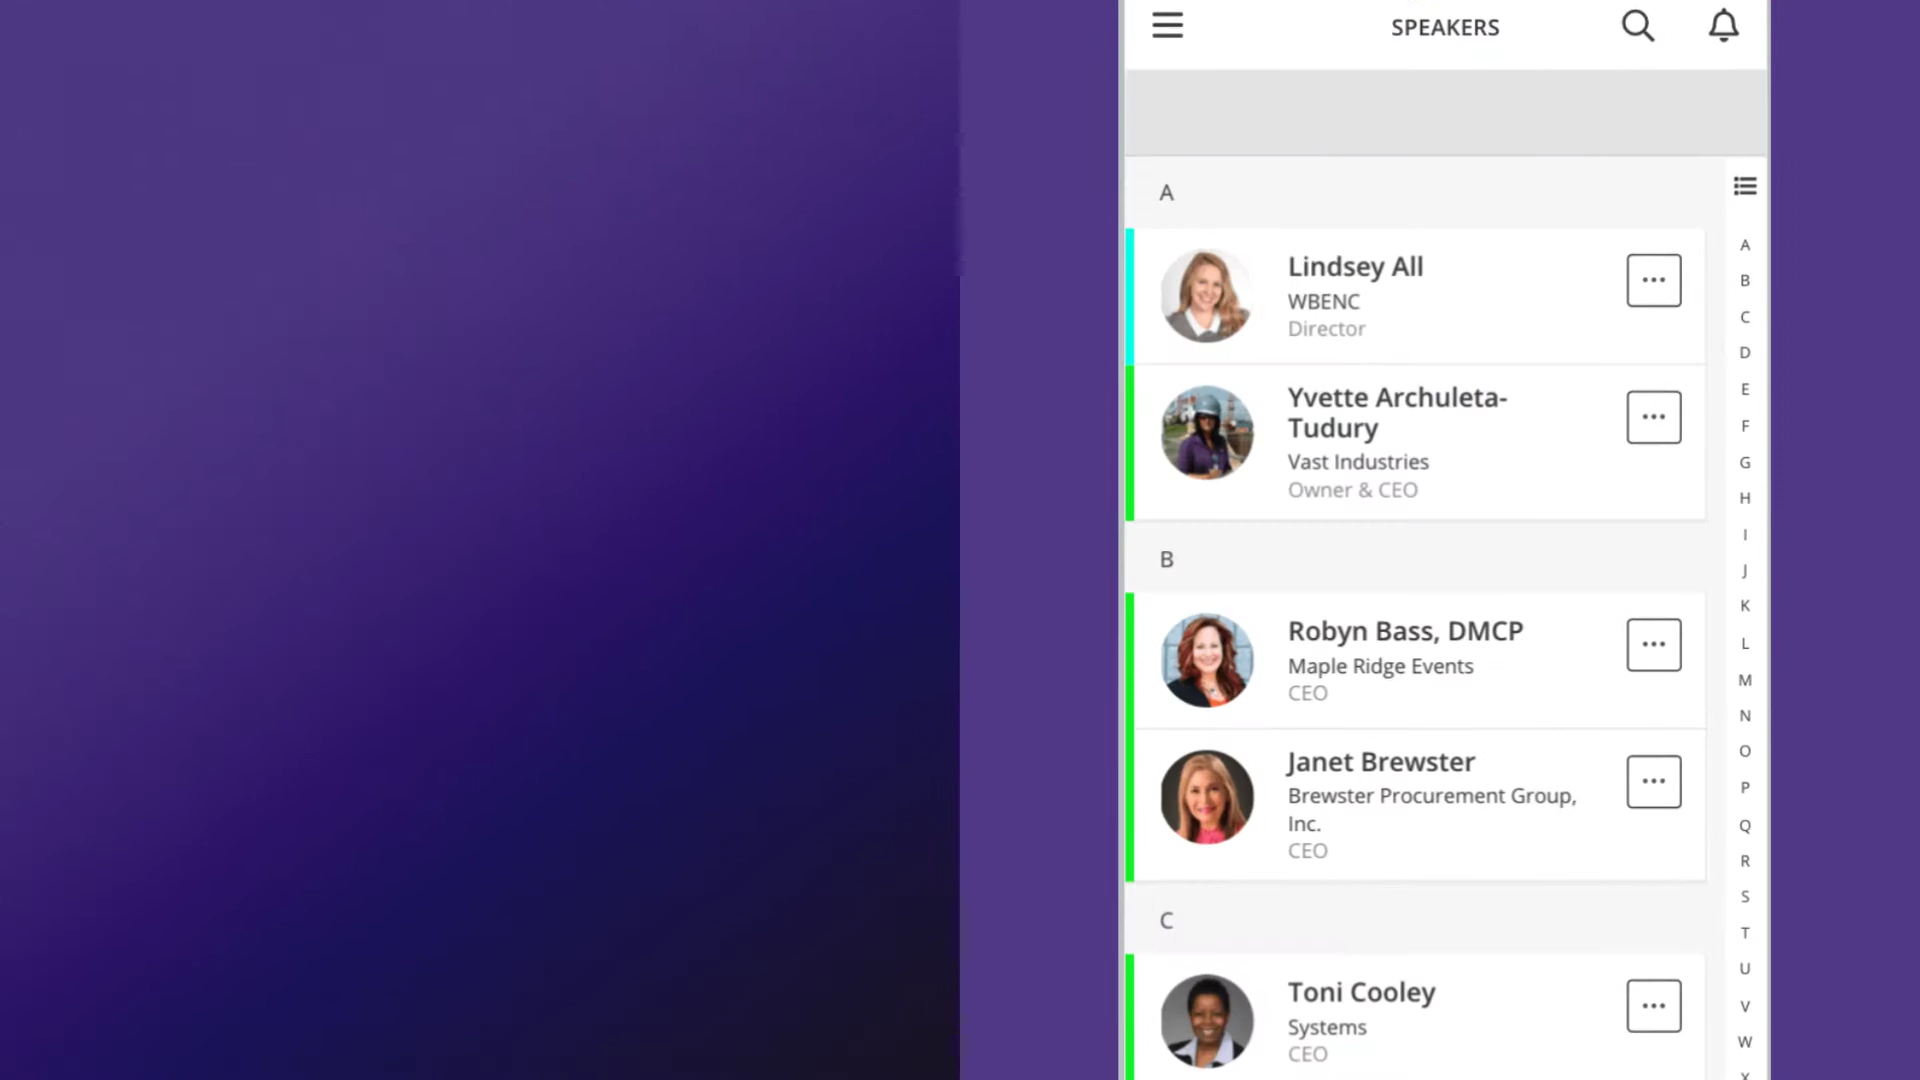 SPEAKERS
A
Lindsey All
WBENC
Director
Yvette Archuleta-
Tudury
Vast Industries
Owner & CEO
B
Robyn Bass, DMCP
Maple Ridge Events
CEO
Janet Brewster
Brewster Procurement Group,
Inc.
CEO
C
Toni Cooley
Systems
CEO
A
B
C
D
E
F
G
H
I
J
K
L
M
N
O
P
Q
R
S
T
U
V
W
X